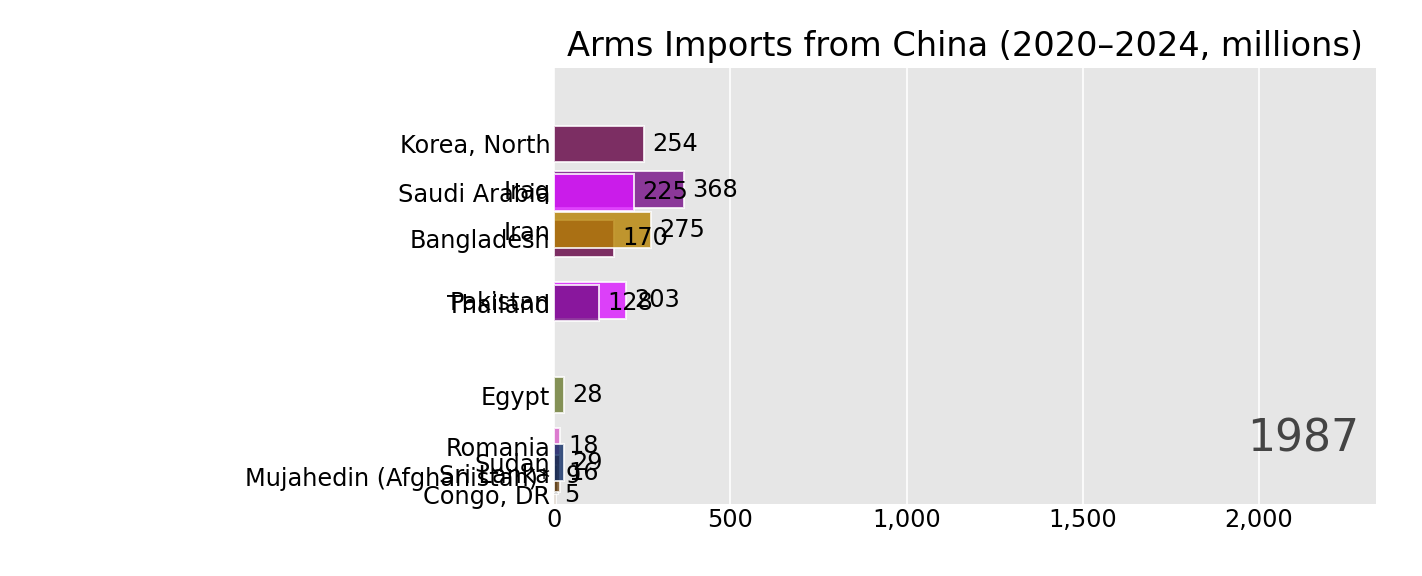 Arms Imports from China (2020–2024, millions)
Korea, North 254
Iraq 368
Saudi Arabia 225
Iran 275
Bangladesh 170
Pakistan 203
Thailand 128
Egypt 28
Romania 18
1987
Sudan 29
Sri Lanka 16
Mujahedin (Afghanistan)* 9
Congo, DR 5
0 500 1,000 1,500 2,000